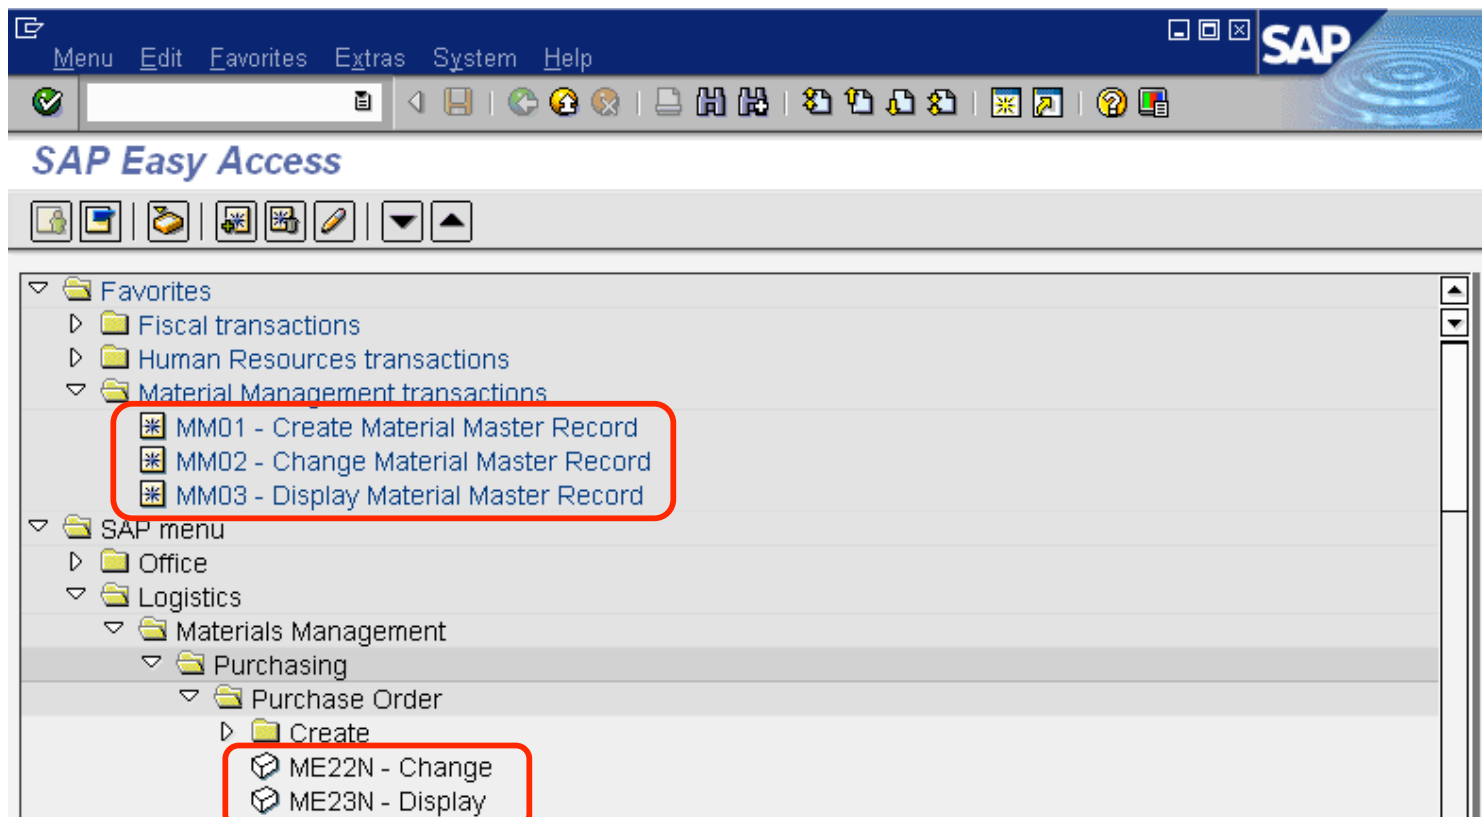 Menu Edit Favorites Extras System Help
SAP
SAP Easy Access
Favorites
Fiscal transactions
Human Resources transactions
Material Management transactions
MM01 - Create Material Master Record
MM02 - Change Material Master Record
MM03 - Display Material Master Record
SAP menu
Office
Logistics
Materials Management
Purchasing
Purchase Order
Create
ME22N - Change
ME23N - Display